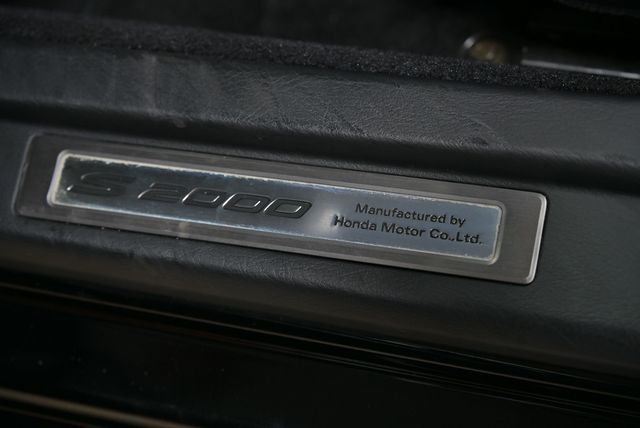 S2000
Manufactured by
Honda Motor Co.,Ltd.